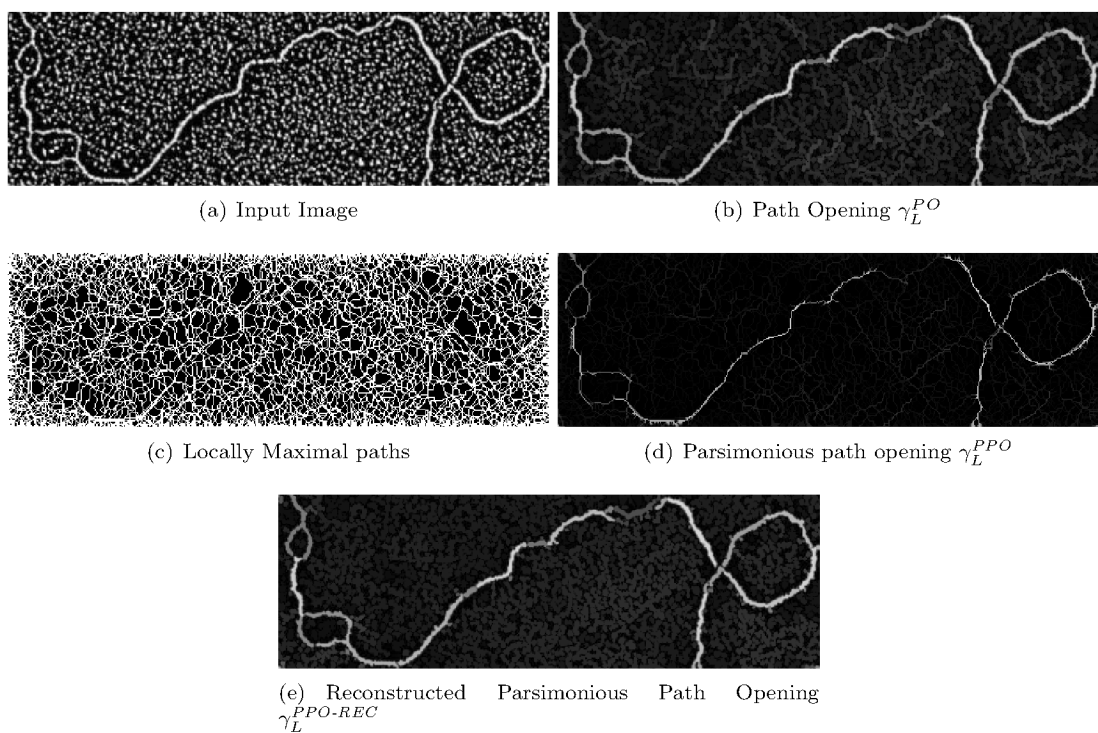 (a) Input Image
(b) Path Opening γ_L^{PO}
(c) Locally Maximal paths
(d) Parsimonious path opening γ_L^{PPO}
(e) Reconstructed Parsimonious Path Opening
γ_L^{PPO-REC}